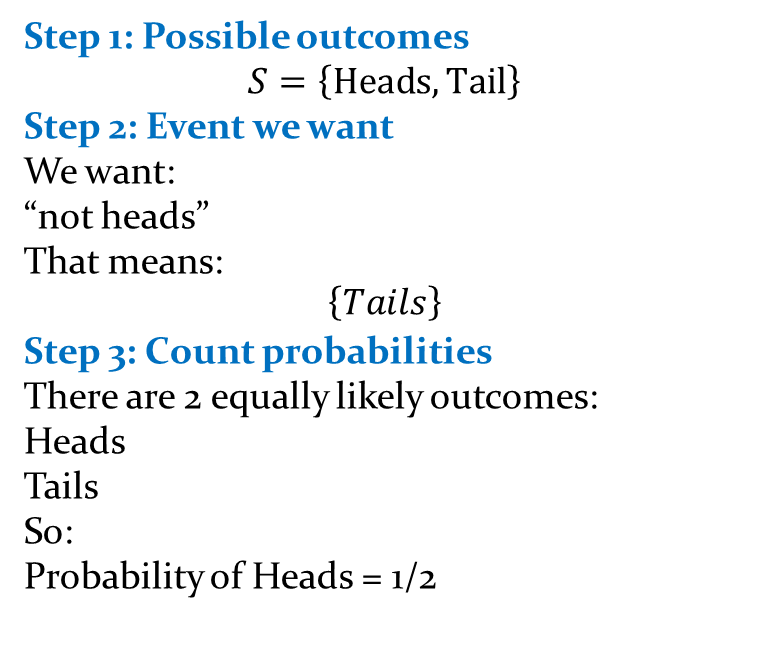 Step 1: Possible outcomes
S = {Heads, Tail}
Step 2: Event we want
We want:
“not heads”
That means:
{Tails}
Step 3: Count probabilities
There are 2 equally likely outcomes:
Heads
Tails
So:
Probability of Heads = 1/2